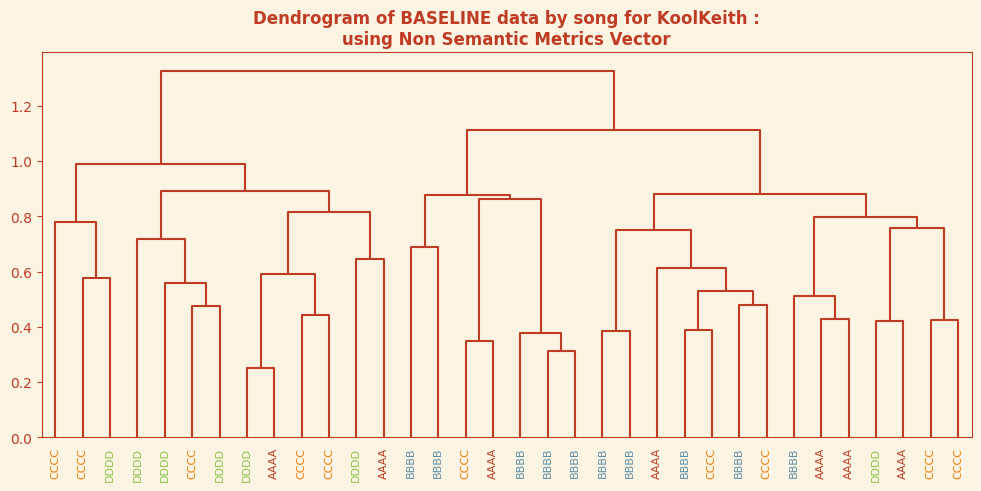 Dendrogram of BASELINE data by song for KoolKeith :
using Non Semantic Metrics Vector
1.2
1.0
0.8
0.6
0.4
0.2
0.0
CCCC CCCC DDDD DDDD DDDD CCCC DDDD DDDD AAAA CCCC CCCC DDDD AAAA BBBB BBBB CCCC AAAA BBBB BBBB BBBB BBBB BBBB AAAA BBBB CCCC BBBB CCCC BBBB AAAA AAAA DDDD AAAA CCCC CCCC